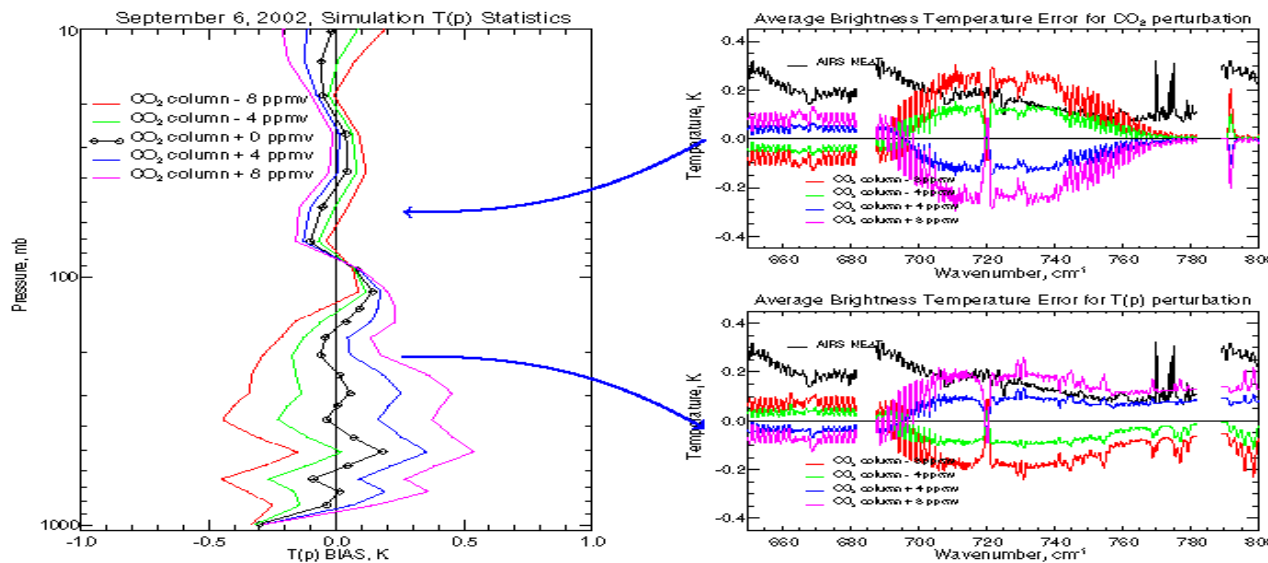 September 6, 2002, Simulation T(p) Statistics
10
100
1000
Pressure, mb
CO2 column - 8 ppmv
CO2 column - 4 ppmv
CO2 column + 0 ppmv
CO2 column + 4 ppmv
CO2 column + 8 ppmv
-1.0 -0.5 0.0 0.5 1.0
T(p) BIAS, K
Average Brightness Temperature Error for CO2 perturbation
0.4
0.2
0.0
-0.2
-0.4
Temperature, K
AIRS NEAT
CO2 column - 8 ppmv
CO2 column - 4 ppmv
CO2 column + 4 ppmv
CO2 column + 8 ppmv
660 680 700 720 740 760 780 800
Wavenumber, cm-1
Average Brightness Temperature Error for T(p) perturbation
0.4
0.2
0.0
-0.2
-0.4
Temperature, K
AIRS NEAT
CO2 column - 8 ppmv
CO2 column - 4 ppmv
CO2 column + 4 ppmv
CO2 column + 8 ppmv
660 680 700 720 740 760 780 800
Wavenumber, cm-1